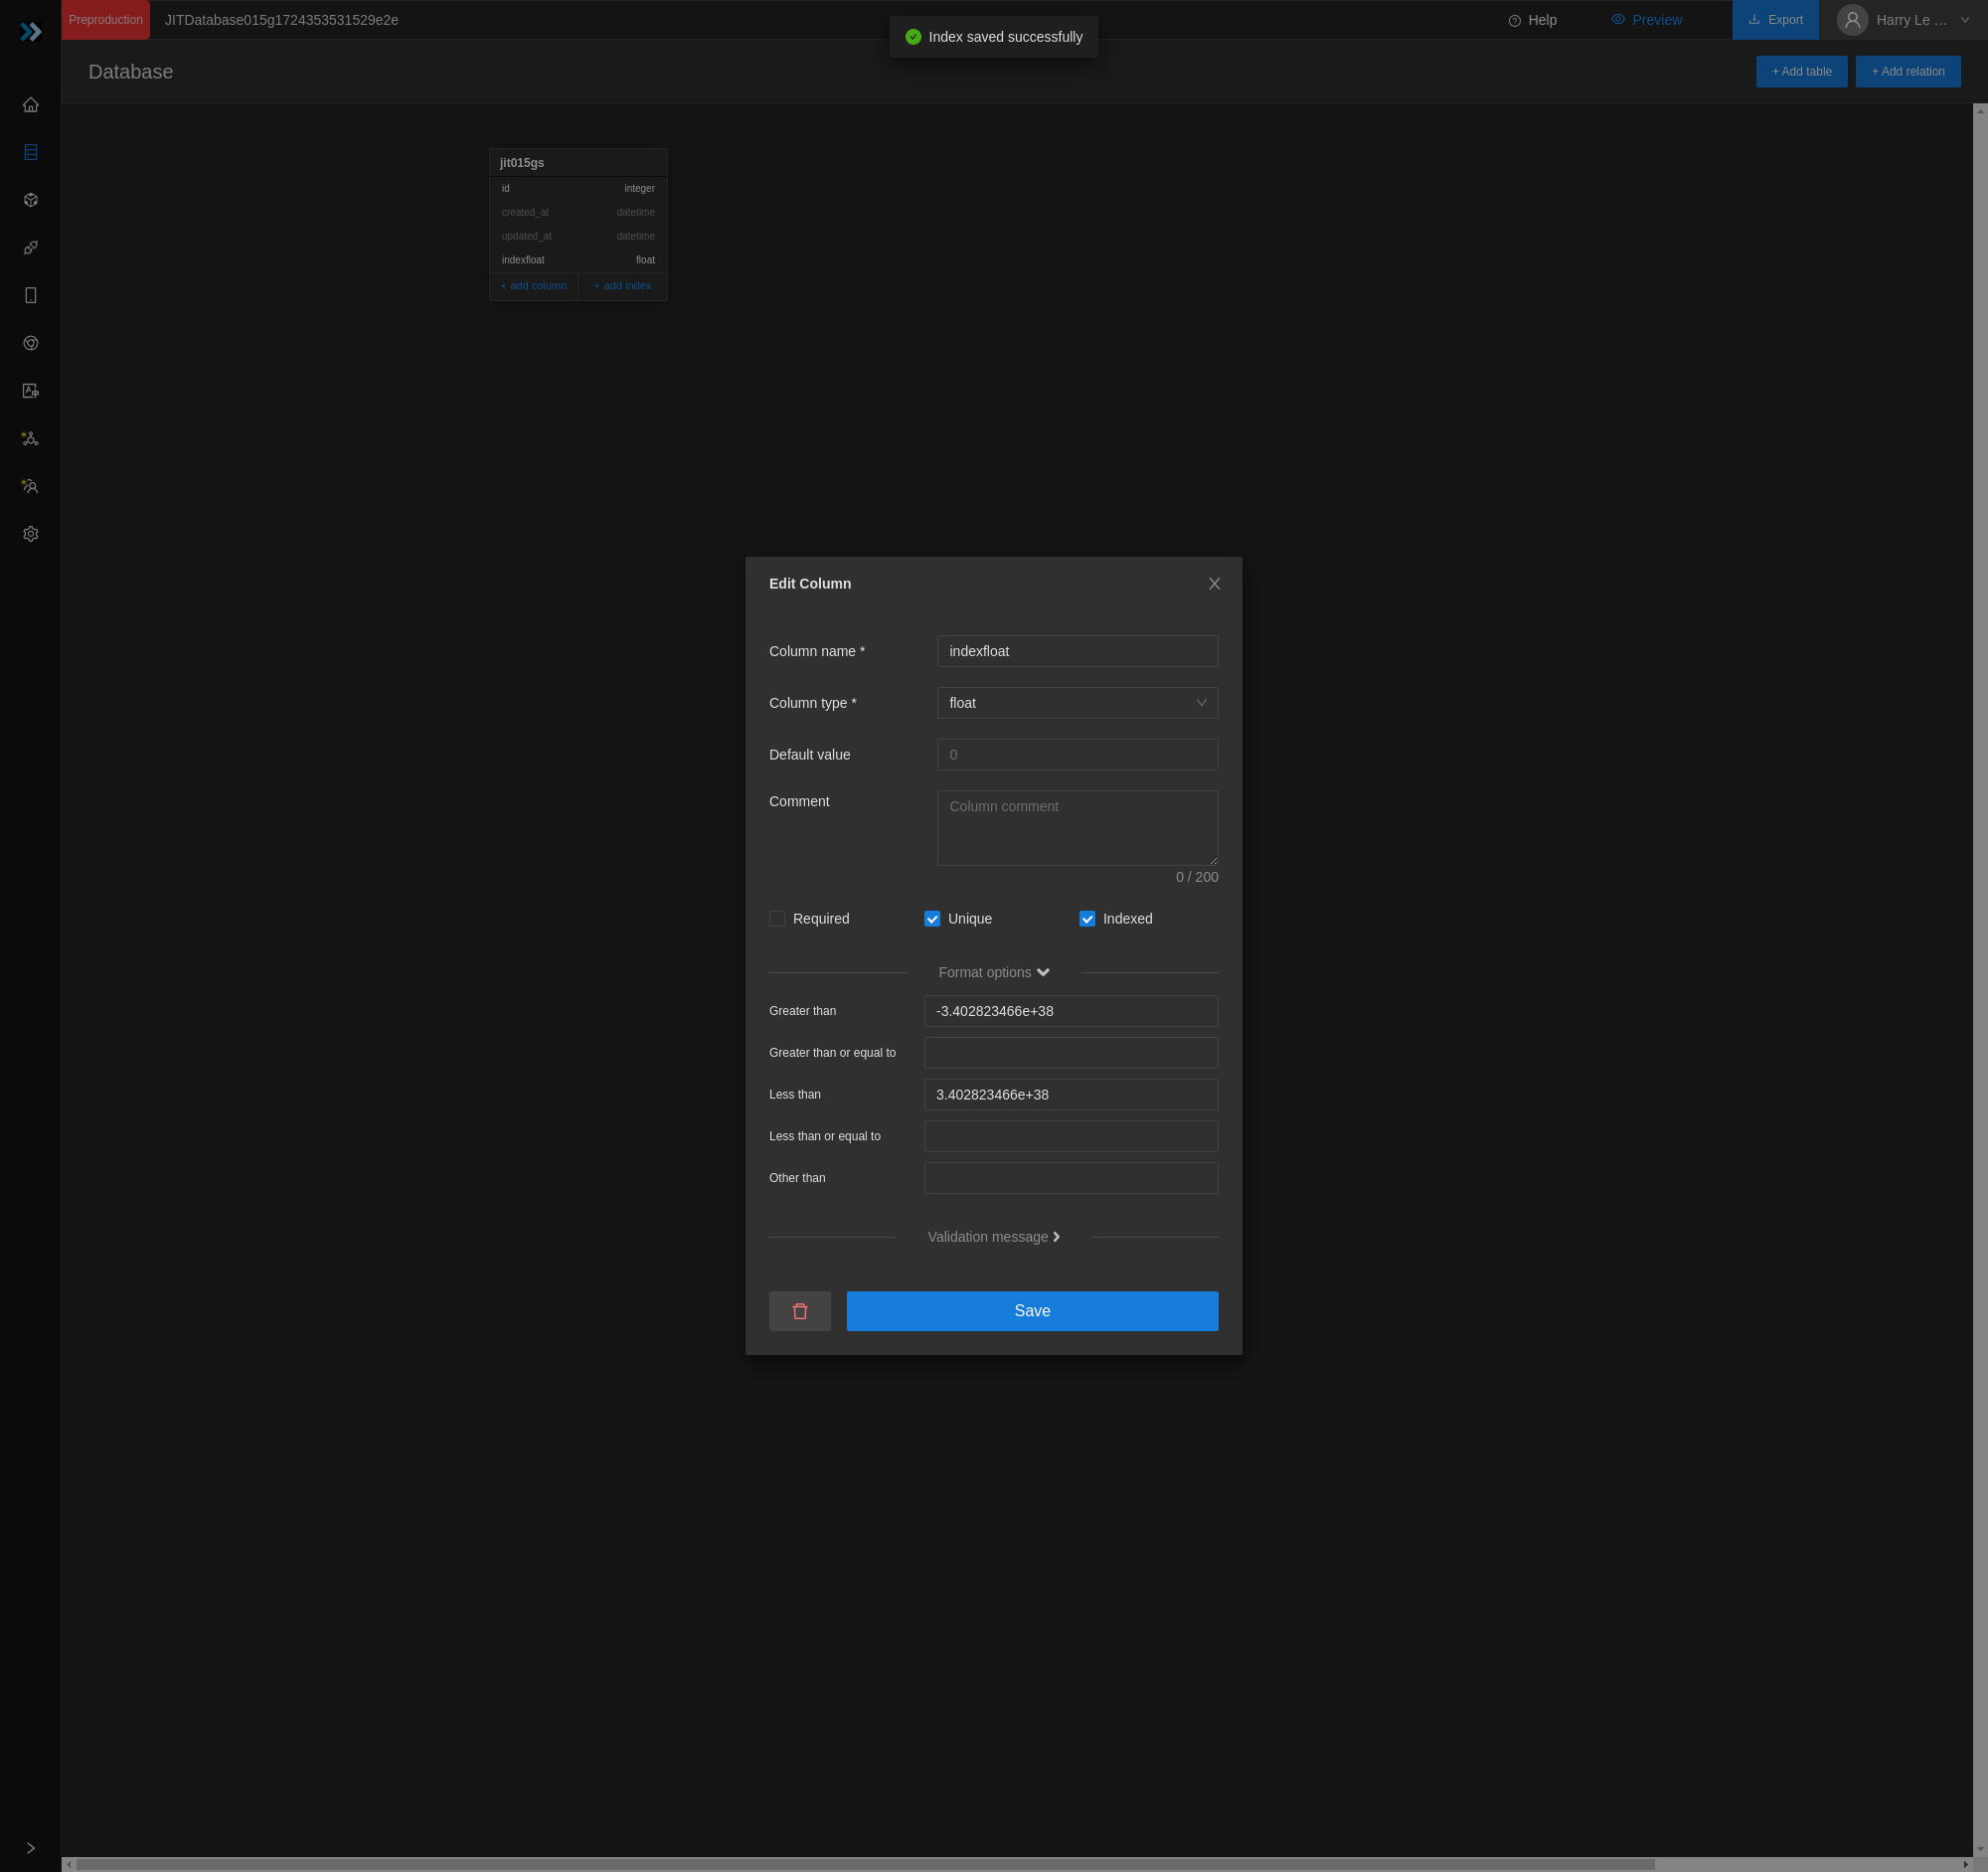 Preproduction
JITDatabase015g1724353531529e2e
Index saved successfully
Help
Preview
Export
Harry Le ...
Database
+ Add table
+ Add relation
jit015gs
id integer
created_at datetime
updated_at datetime
indexfloat float
+ add column + add index
Edit Column
Column name * indexfloat
Column type * float
Default value 0
Comment Column comment
0 / 200
Required Unique Indexed
Format options
Greater than -3.402823466e+38
Greater than or equal to
Less than 3.402823466e+38
Less than or equal to
Other than
Validation message
Save